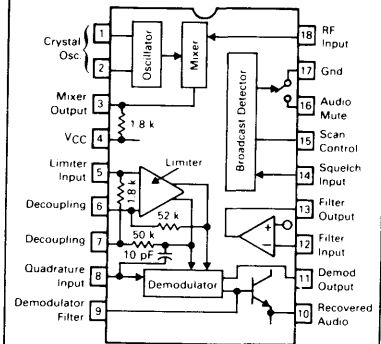 Crystal Osc.
1
2
Oscillator
Mixer
18
RF Input
Mixer Output
3
1.8 k
VCC
4
17
Gnd
16
Audio Mute
Broadcast Detector
15
Scan Control
14
Squelch Input
Limiter Input
5
Limiter
1.8 k
Decoupling
6
52 k
Decoupling
7
50 k
10 pF
13
Filter Output
+
−
12
Filter Input
Quadrature Input
8
Demodulator
11
Demod Output
Demodulator Filter
9
10
Recovered Audio